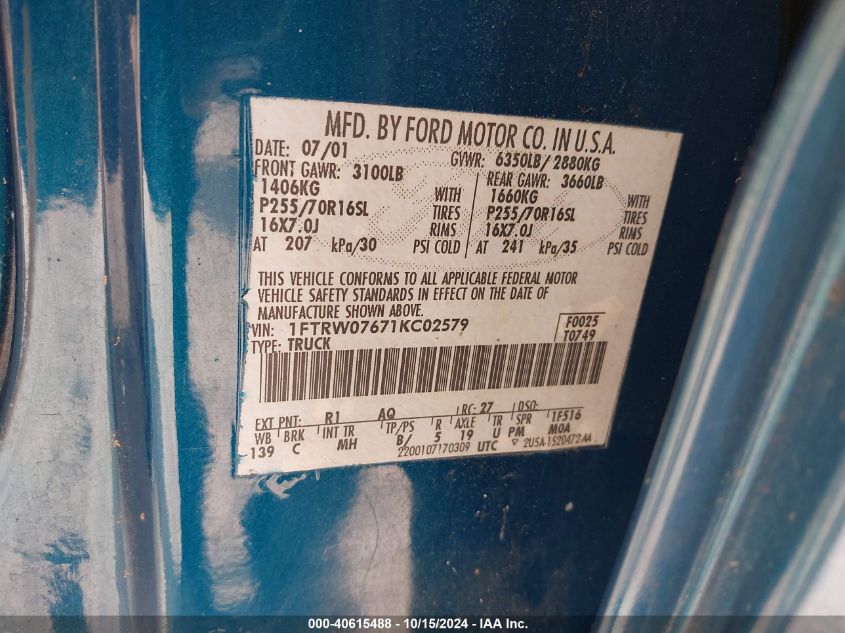 MFD. BY FORD MOTOR CO. IN U.S.A.
DATE: 07/01 GVWR: 6350LB/ 2880KG
FRONT GAWR: 3100LB REAR GAWR: 3660LB
1406KG WITH 1660KG WITH
P255/70R16SL TIRES P255/70R16SL TIRES
16X7.0J RIMS 16X7.0J RIMS
AT 207 kPa/30 PSI COLD AT 241 kPa/35 PSI COLD
THIS VEHICLE CONFORMS TO ALL APPLICABLE FEDERAL MOTOR
VEHICLE SAFETY STANDARDS IN EFFECT ON THE DATE OF
MANUFACTURE SHOWN ABOVE.
VIN: 1FTRW07671KC02579 F0025
TYPE: TRUCK T0749
EXT PNT: R1 AQ RC: 27 DSO:
WB BRK INT TR TP/PS R AXLE TR SPR 1F516
139 C MH B/ 5 19 U PM M0A
2200107170309 UTC 2U5A-1520472-AA
000-40615488 - 10/15/2024 - IAA Inc.